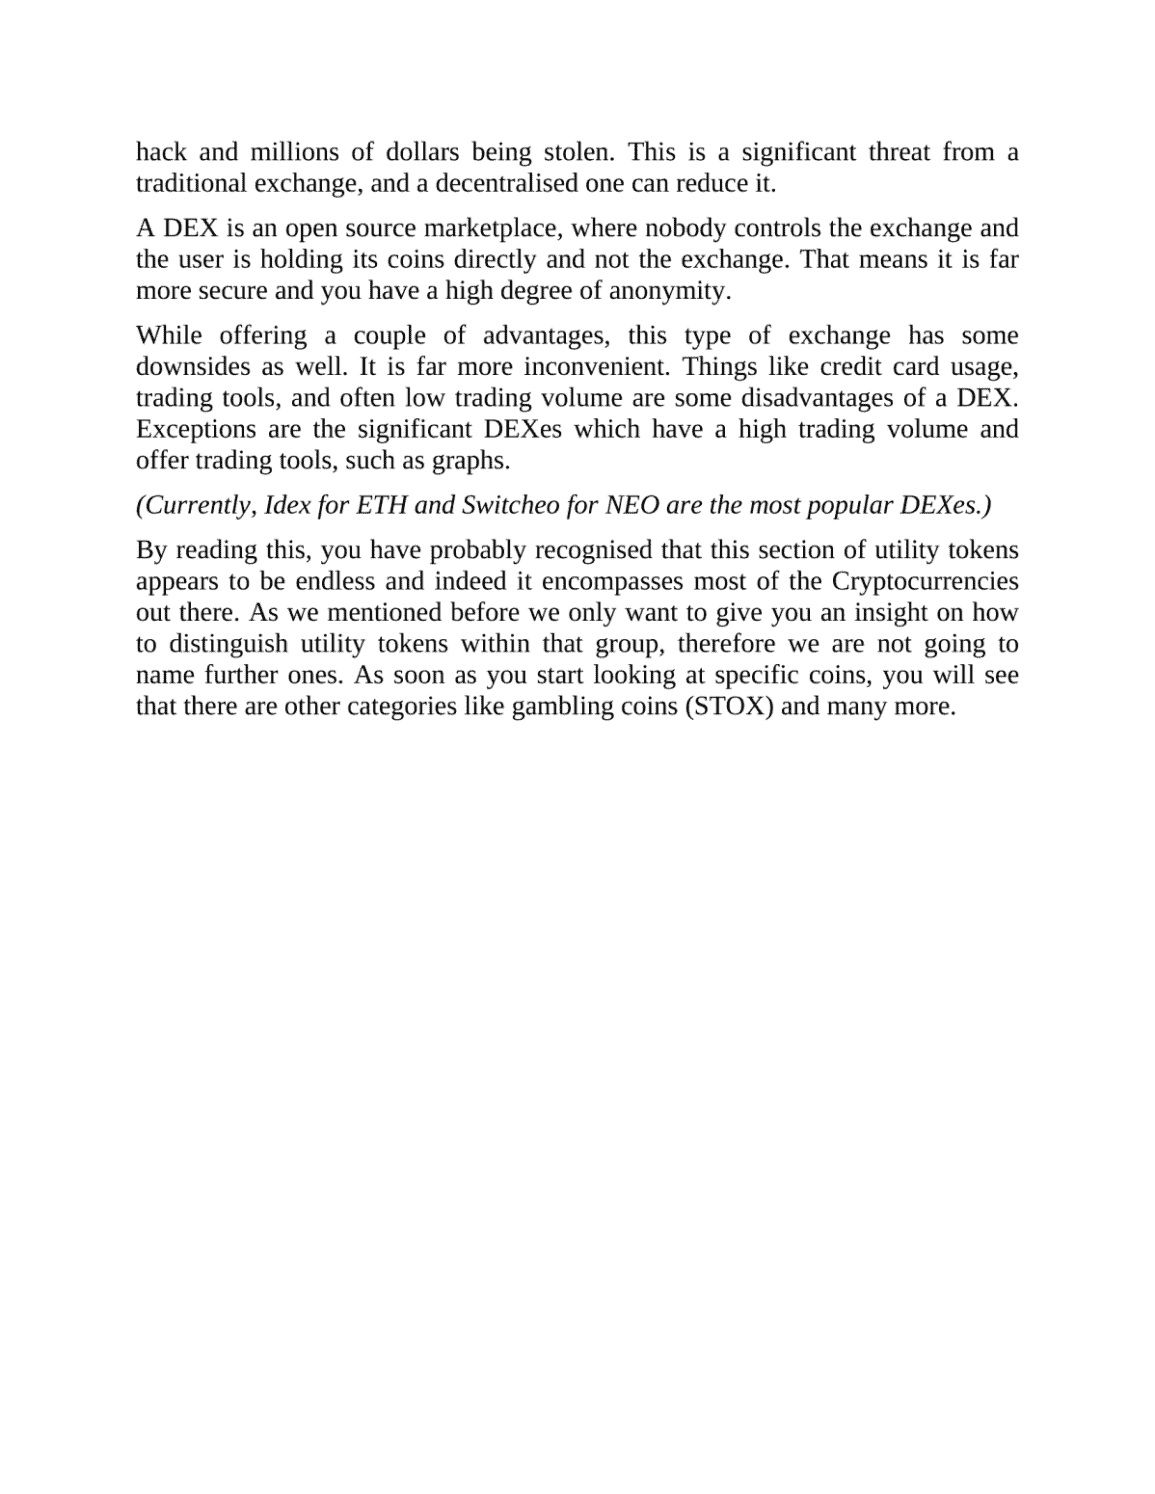 hack and millions of dollars being stolen. This is a significant threat from a
traditional exchange, and a decentralised one can reduce it.
A DEX is an open source marketplace, where nobody controls the exchange and
the user is holding its coins directly and not the exchange. That means it is far
more secure and you have a high degree of anonymity.
While offering a couple of advantages, this type of exchange has some
downsides as well. It is far more inconvenient. Things like credit card usage,
trading tools, and often low trading volume are some disadvantages of a DEX.
Exceptions are the significant DEXes which have a high trading volume and
offer trading tools, such as graphs.
(Currently, Idex for ETH and Switcheo for NEO are the most popular DEXes.)
By reading this, you have probably recognised that this section of utility tokens
appears to be endless and indeed it encompasses most of the Cryptocurrencies
out there. As we mentioned before we only want to give you an insight on how
to distinguish utility tokens within that group, therefore we are not going to
name further ones. As soon as you start looking at specific coins, you will see
that there are other categories like gambling coins (STOX) and many more.